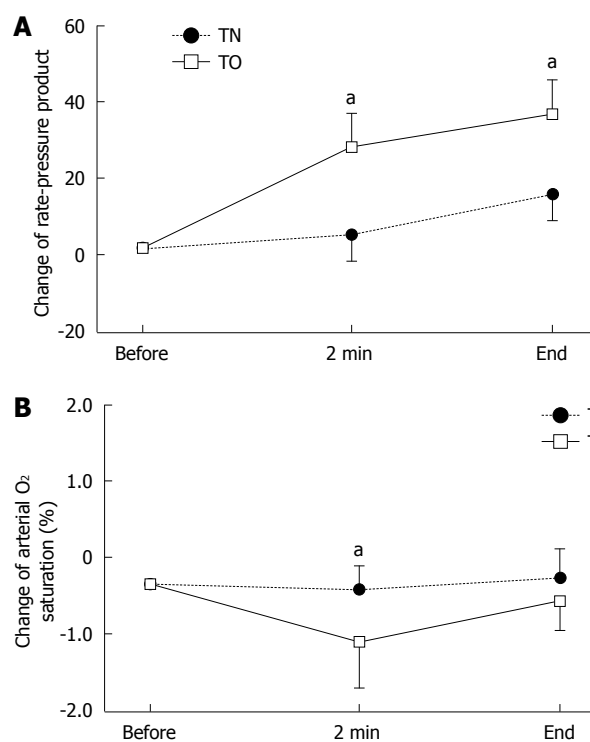 A
60
40
20
0
-20
Change of rate-pressure product
TN
TO
a
a
Before 2 min End
B
2.0
1.0
0
-1.0
-2.0
Change of arterial O₂
saturation (%)
a
Before 2 min End